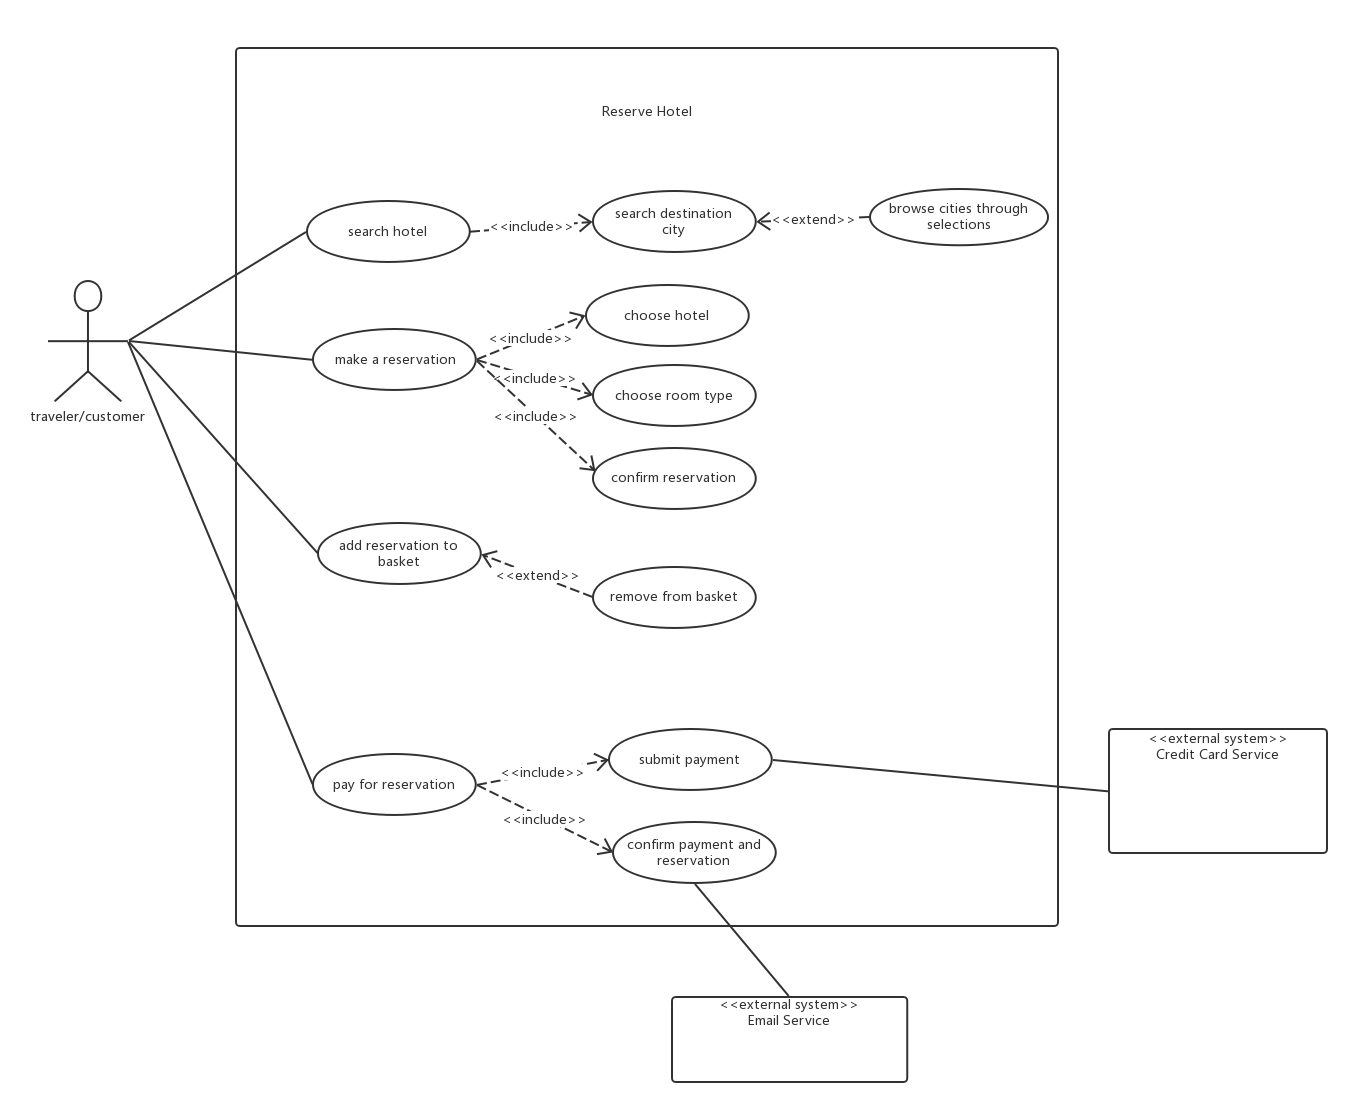 Reserve Hotel
search hotel
<<include>>
search destination
city
<<extend>>
browse cities through
selections
traveler/customer
make a reservation
<<include>>
choose hotel
<<include>>
choose room type
<<include>>
confirm reservation
add reservation to
basket
<<extend>>
remove from basket
pay for reservation
<<include>>
submit payment
<<external system>>
Credit Card Service
<<include>>
confirm payment and
reservation
<<external system>>
Email Service